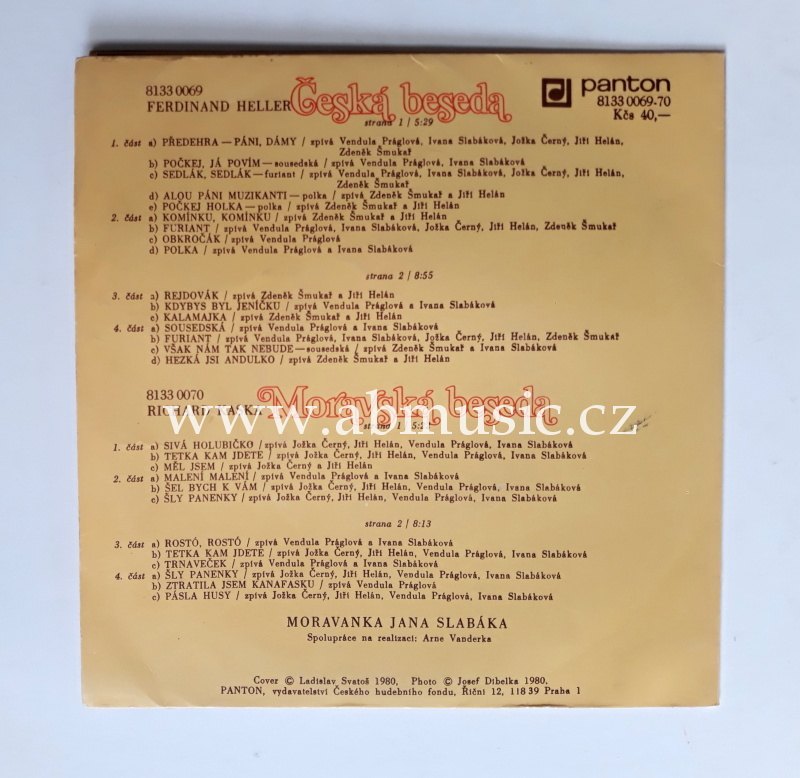 8133 0069
FERDINAND HELLER Česká beseda
panton
8133 0069-70
Kčs 40,—
strana 1 / 5:29
1. část a) PŘEDEHRA — PÁNI, DÁMY / zpívá Vendula Práglová, Ivana Slabáková, Jožka Černý, Jiří Helán,
Zdeněk Šmukař
b) POČKEJ, JÁ POVÍM — sousedská / zpívá Vendula Práglová, Ivana Slabáková
c) SEDLÁK, SEDLÁK — furiant / zpívá Vendula Práglová, Ivana Slabáková, Jožka Černý, Jiří Helán,
Zdeněk Šmukař
d) ALOU PÁNI MUZIKANTI — polka / zpívá Zdeněk Šmukař a Jiří Helán
e) POČKEJ HOLKA — polka / zpívá Zdeněk Šmukař a Jiří Helán
2. část a) KOMÍNKU, KOMÍNKU / zpívá Zdeněk Šmukař a Jiří Helán
b) FURIANT / zpívá Vendula Práglová, Ivana Slabáková, Jožka Černý, Jiří Helán, Zdeněk Šmukař
c) OBKROČÁK / zpívá Vendula Práglová
d) POLKA / zpívá Vendula Práglová a Ivana Slabáková
strana 2 / 8:55
3. část a) REJDOVÁK / zpívá Zdeněk Šmukař a Jiří Helán
b) KDYBYS BYL JENÍČKU / zpívá Vendula Práglová a Ivana Slabáková
c) KALAMAJKA / zpívá Zdeněk Šmukař a Jiří Helán
4. část a) SOUSEDSKÁ / zpívá Vendula Práglová a Ivana Slabáková
b) FURIANT / zpívá Vendula Práglová, Ivana Slabáková, Jožka Černý, Jiří Helán, Zdeněk Šmukař
c) VŠAK NÁM TAK NEBUDE — sousedská / zpívá Zdeněk Šmukař a Ivana Slabáková
d) HEZKÁ JSI ANDULKO / zpívá Zdeněk Šmukař a Jiří Helán
8133 0070
RICHARD Moravská beseda
www.abmusic.cz
strana 1
1. část a) SIVÁ HOLUBIČKO / zpívá Jožka Černý, Jiří Helán, Vendula Práglová, Ivana Slabáková
b) TETKA KAM JDETE / zpívá Jožka Černý, Jiří Helán, Vendula Práglová, Ivana Slabáková
c) MĚL JSEM / zpívá Jožka Černý a Jiří Helán
2. část a) MALENÍ MALENÍ / zpívá Vendula Práglová a Ivana Slabáková
b) ŠEL BYCH K VÁM / zpívá Jožka Černý, Jiří Helán, Vendula Práglová, Ivana Slabáková
c) ŠLY PANENKY / zpívá Jožka Černý, Jiří Helán, Vendula Práglová, Ivana Slabáková
strana 2 / 8:13
3. část a) ROSTÓ, ROSTÓ / zpívá Vendula Práglová a Ivana Slabáková
b) TETKA KAM JDETE / zpívá Jožka Černý, Jiří Helán, Vendula Práglová, Ivana Slabáková
c) TRNAVEČEK / zpívá Vendula Práglová a Ivana Slabáková
4. část a) ŠLY PANENKY / zpívá Jožka Černý, Jiří Helán, Vendula Práglová, Ivana Slabáková
b) ZTRATILA JSEM KANAFASKU / zpívá Vendula Práglová
c) PÁSLA HUSY / zpívá Jožka Černý, Jiří Helán, Vendula Práglová, Ivana Slabáková
MORAVANKA JANA SLABÁKA
Spolupráce na realizaci: Arne Vanderka
Cover © Ladislav Svatoš 1980, Photo © Josef Dibelka 1980.
PANTON, vydavatelství Českého hudebního fondu, Říční 12, 118 39 Praha 1